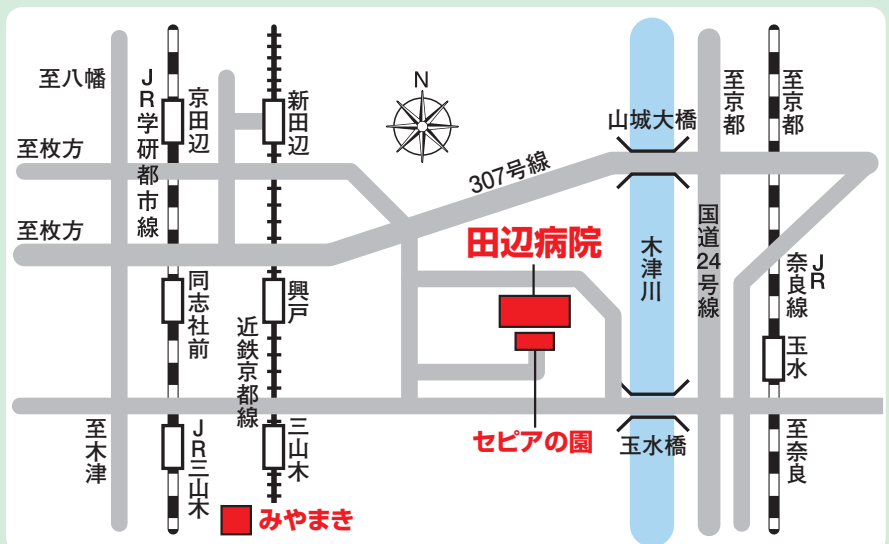 至八幡
JR学研都市線
京田辺
新田辺
N
山城大橋
至京都
至京都
至枚方
307号線
至枚方
田辺病院
木津川
国道24号線
JR奈良線
同志社前
興戸
近鉄京都線
玉水
至木津
JR三山木
三山木
セピアの園
玉水橋
至奈良
みやまき